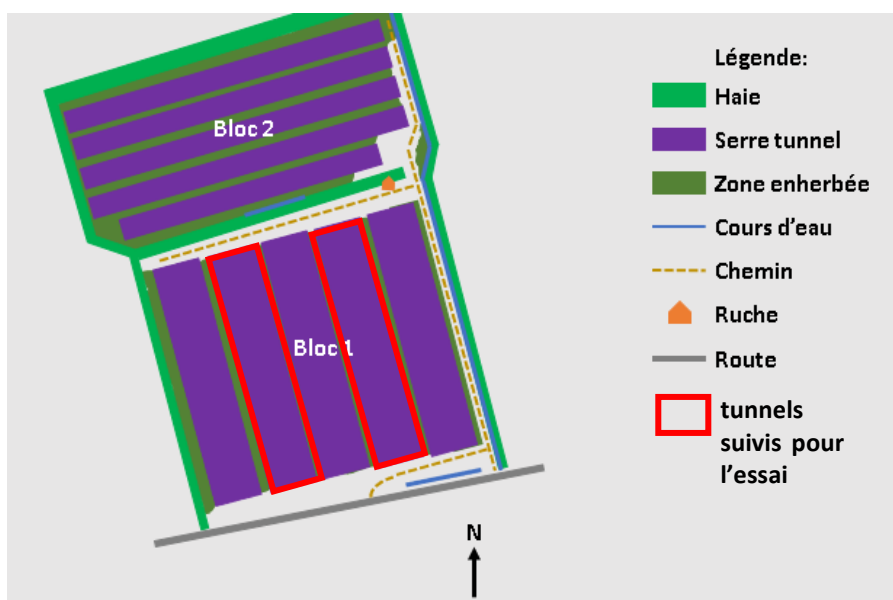 Légende:
Haie
Bloc 2
Serre tunnel
Zone enherbée
Cours d'eau
Chemin
Ruche
Bloc 1
Route
tunnels
suivis pour
l'essai
N